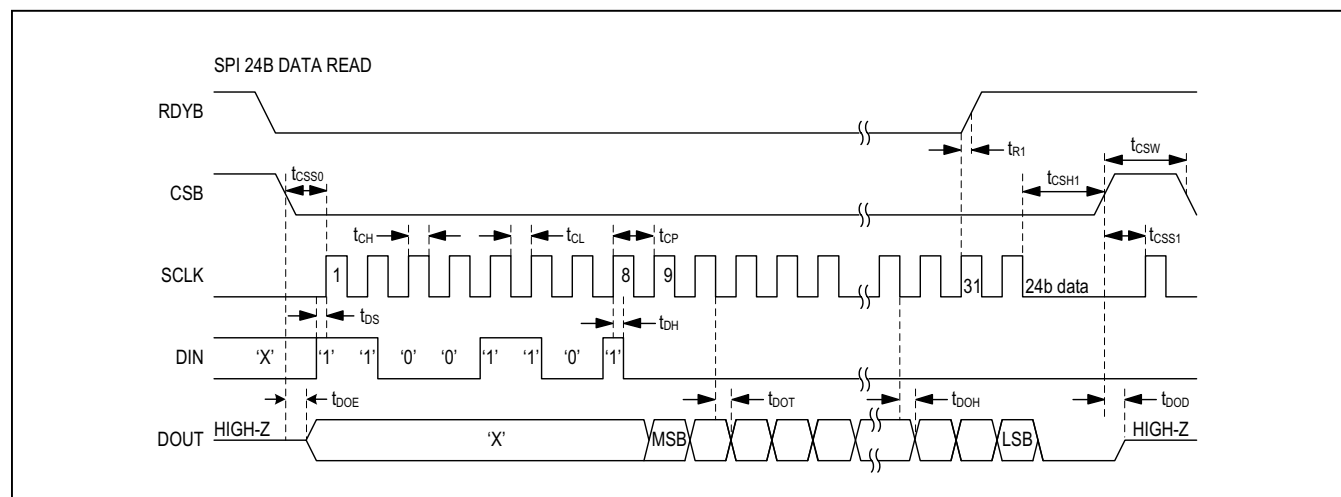 SPI 24B DATA READ
RDYB
tR1
tCSW
tCSS0
tCSH1
CSB
tCH
tCL
tCP
tCSS1
SCLK
1
8
9
31
24b data
tDS
tDH
DIN
‘X’ ‘1’ ‘1’ ‘0’ ‘0’ ‘1’ ‘1’ ‘0’ ‘1’
tDOE
tDOT
tDOH
tDOD
DOUT
HIGH-Z
‘X’
MSB
LSB
HIGH-Z